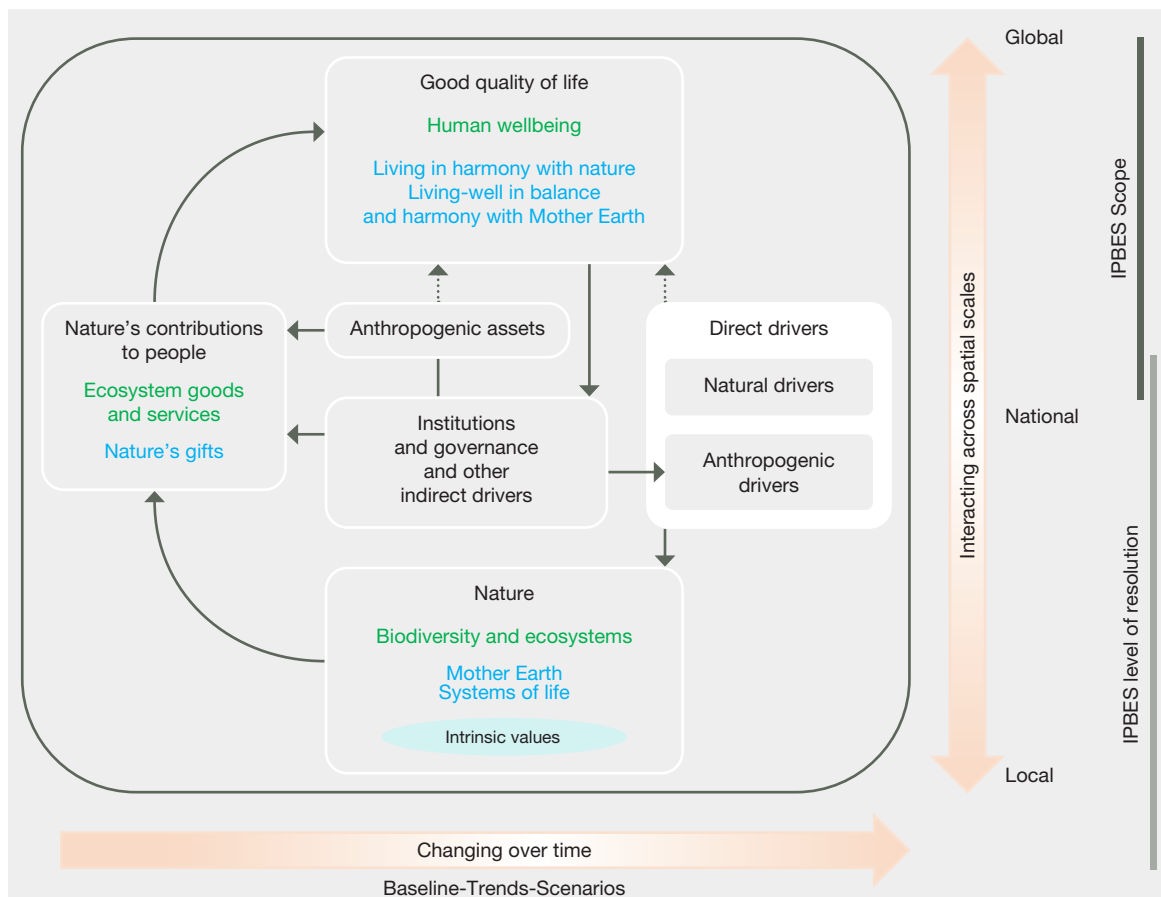 Good quality of life
Human wellbeing
Living in harmony with nature
Living-well in balance
and harmony with Mother Earth
Nature's contributions
to people
Ecosystem goods
and services
Nature's gifts
Anthropogenic assets
Institutions
and governance
and other
indirect drivers
Direct drivers
Natural drivers
Anthropogenic
drivers
Nature
Biodiversity and ecosystems
Mother Earth
Systems of life
Intrinsic values
Changing over time
Baseline-Trends-Scenarios
Interacting across spatial scales
Global
National
Local
IPBES Scope
IPBES level of resolution